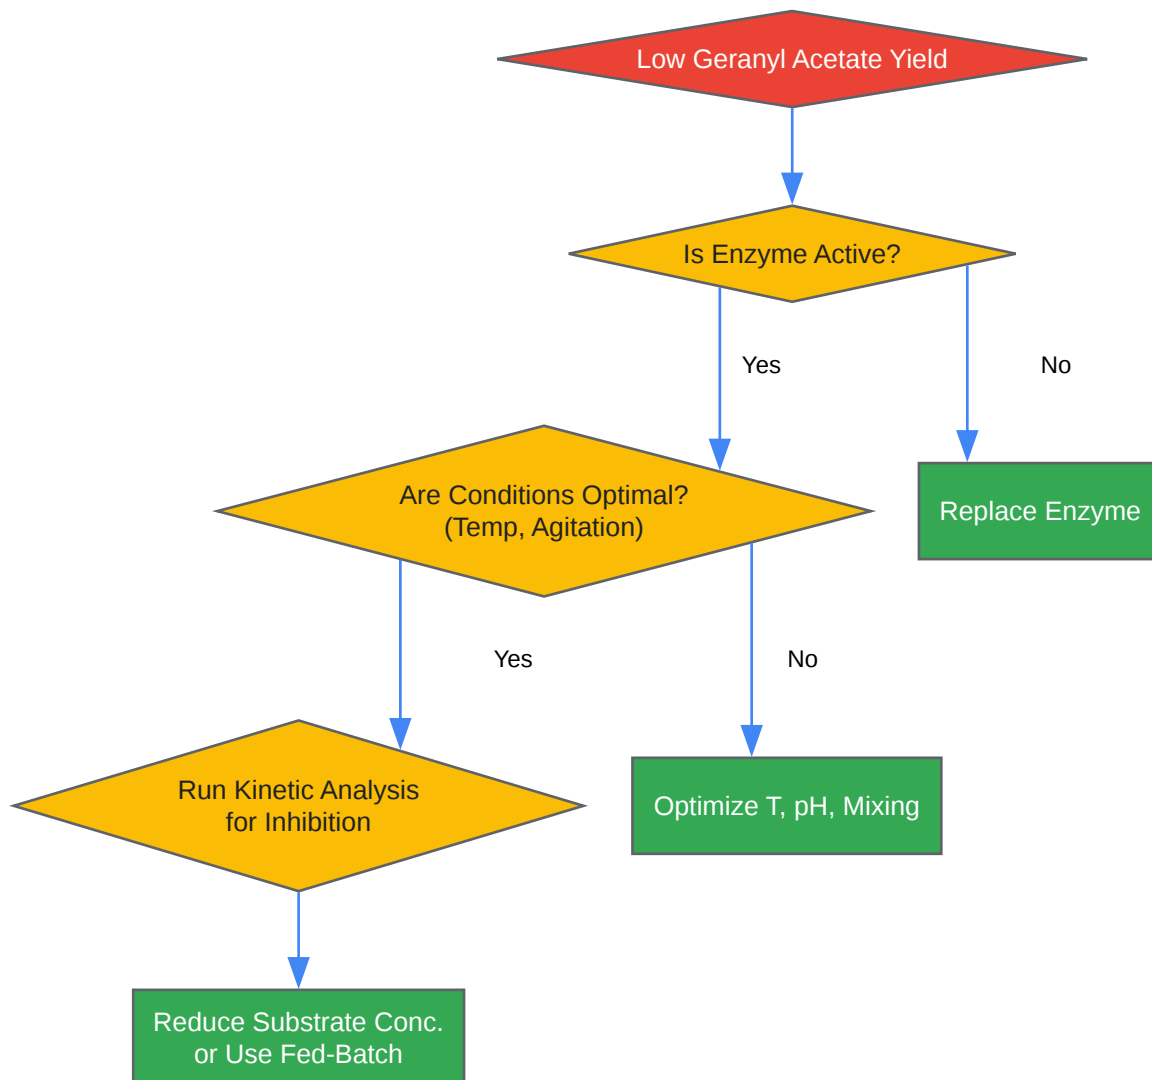 Low Geranyl Acetate Yield
Is Enzyme Active?
Yes
No
Are Conditions Optimal?
(Temp, Agitation)
Replace Enzyme
Yes
No
Run Kinetic Analysis
for Inhibition
Optimize T, pH, Mixing
Reduce Substrate Conc.
or Use Fed-Batch